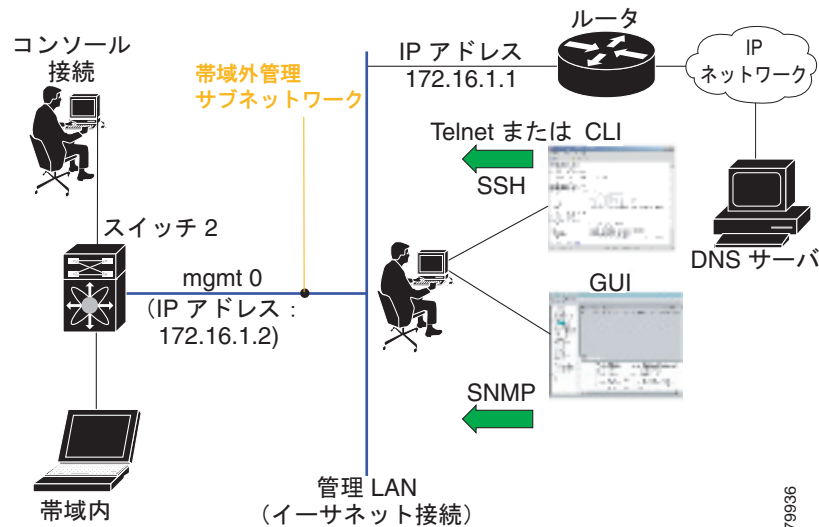 コンソール
接続
帯域外管理
サブネットワーク
IP アドレス
172.16.1.1
ルータ
IP
ネットワーク
Telnet または CLI
SSH
DNS サーバ
スイッチ 2
mgmt 0
（IP アドレス：
172.16.1.2)
GUI
SNMP
帯域内
管理 LAN
（イーサネット接続）
79936